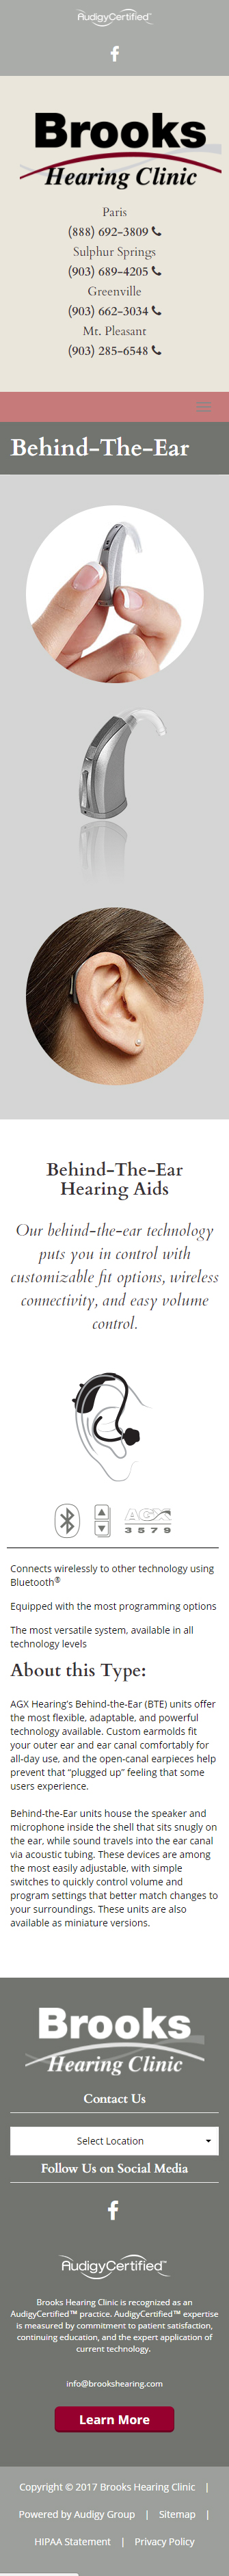 AudigyCertified™
Brooks
Hearing Clinic
Paris
(888) 692-3809
Sulphur Springs
(903) 689-4205
Greenville
(903) 662-3034
Mt. Pleasant
(903) 285-6548
Behind-The-Ear
Behind-The-Ear
Hearing Aids
Our behind-the-ear technology
puts you in control with
customizable fit options, wireless
connectivity, and easy volume
control.
AGX
3 5 7 9
Connects wirelessly to other technology using
Bluetooth®
Equipped with the most programming options
The most versatile system, available in all
technology levels
About this Type:
AGX Hearing's Behind-the-Ear (BTE) units offer
the most flexible, adaptable, and powerful
technology available. Custom earmolds fit
your outer ear and ear canal comfortably for
all-day use, and the open-canal earpieces help
prevent that “plugged up” feeling that some
users experience.
Behind-the-Ear units house the speaker and
microphone inside the shell that sits snugly on
the ear, while sound travels into the ear canal
via acoustic tubing. These devices are among
the most easily adjustable, with simple
switches to quickly control volume and
program settings that better match changes to
your surroundings. These units are also
available as miniature versions.
Brooks
Hearing Clinic
Contact Us
Select Location
Follow Us on Social Media
AudigyCertified™
Brooks Hearing Clinic is recognized as an
AudigyCertified™ practice. AudigyCertified™ expertise
is measured by commitment to patient satisfaction,
continuing education, and the expert application of
current technology.
info@brookshearing.com
Learn More
Copyright © 2017 Brooks Hearing Clinic |
Powered by Audigy Group | Sitemap |
HIPAA Statement | Privacy Policy